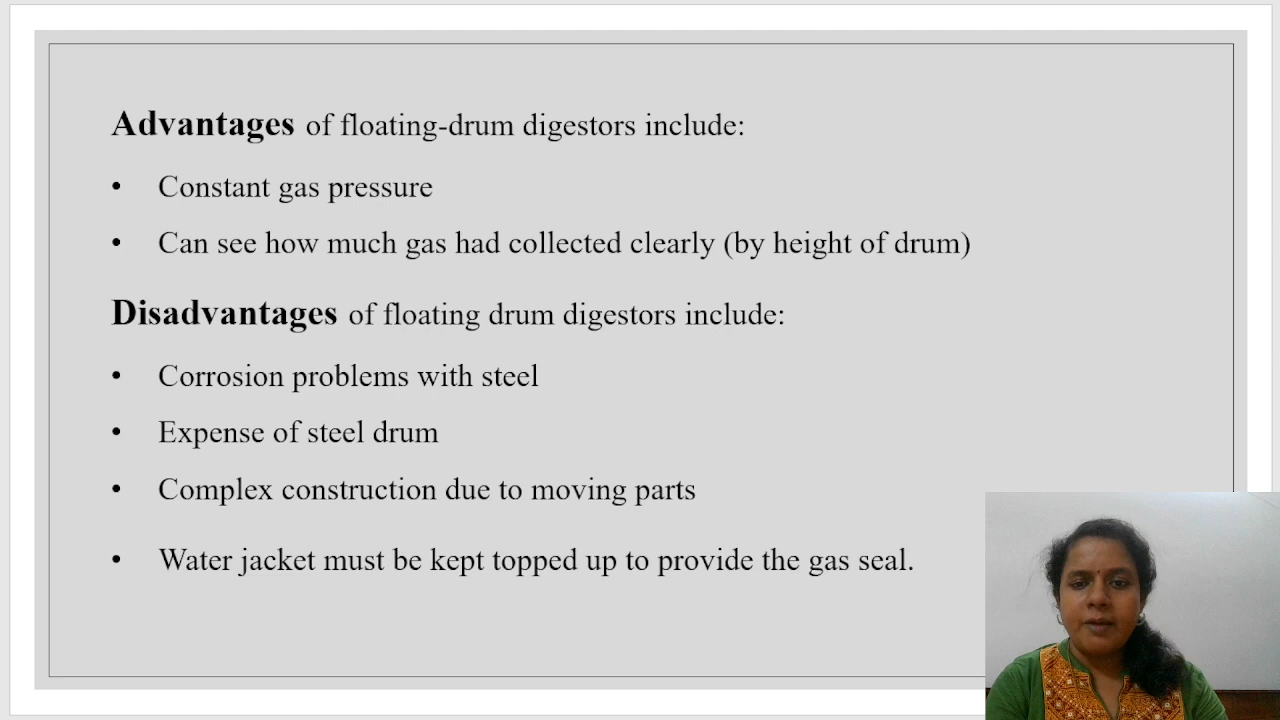 Advantages of floating-drum digestors include:
• Constant gas pressure
• Can see how much gas had collected clearly (by height of drum)
Disadvantages of floating drum digestors include:
• Corrosion problems with steel
• Expense of steel drum
• Complex construction due to moving parts
• Water jacket must be kept topped up to provide the gas seal.